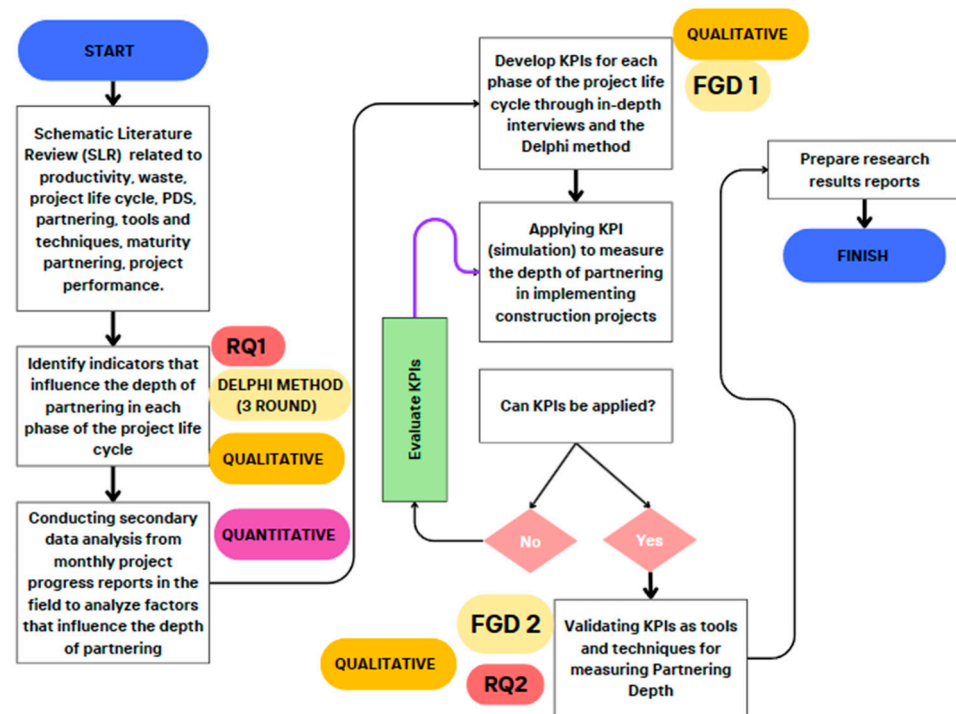 START
Schematic Literature
Review (SLR) related to
productivity, waste,
project life cycle, PDS,
partnering, tools and
techniques, maturity
partnering, project
performance.
RQ1
Identify indicators that
influence the depth of
partnering in each
phase of the project life
cycle
DELPHI METHOD
(3 ROUND)
QUALITATIVE
Conducting secondary
data analysis from
monthly project
progress reports in the
field to analyze factors
that influence the depth
of partnering
QUANTITATIVE
QUALITATIVE
FGD 1
Develop KPIs for each
phase of the project life
cycle through in-depth
interviews and the
Delphi method
Applying KPI
(simulation) to measure
the depth of partnering
in implementing
construction projects
Evaluate KPIs
Can KPIs be applied?
No
Yes
FGD 2
QUALITATIVE
RQ2
Validating KPIs as tools
and techniques for
measuring Partnering
Depth
Prepare research
results reports
FINISH